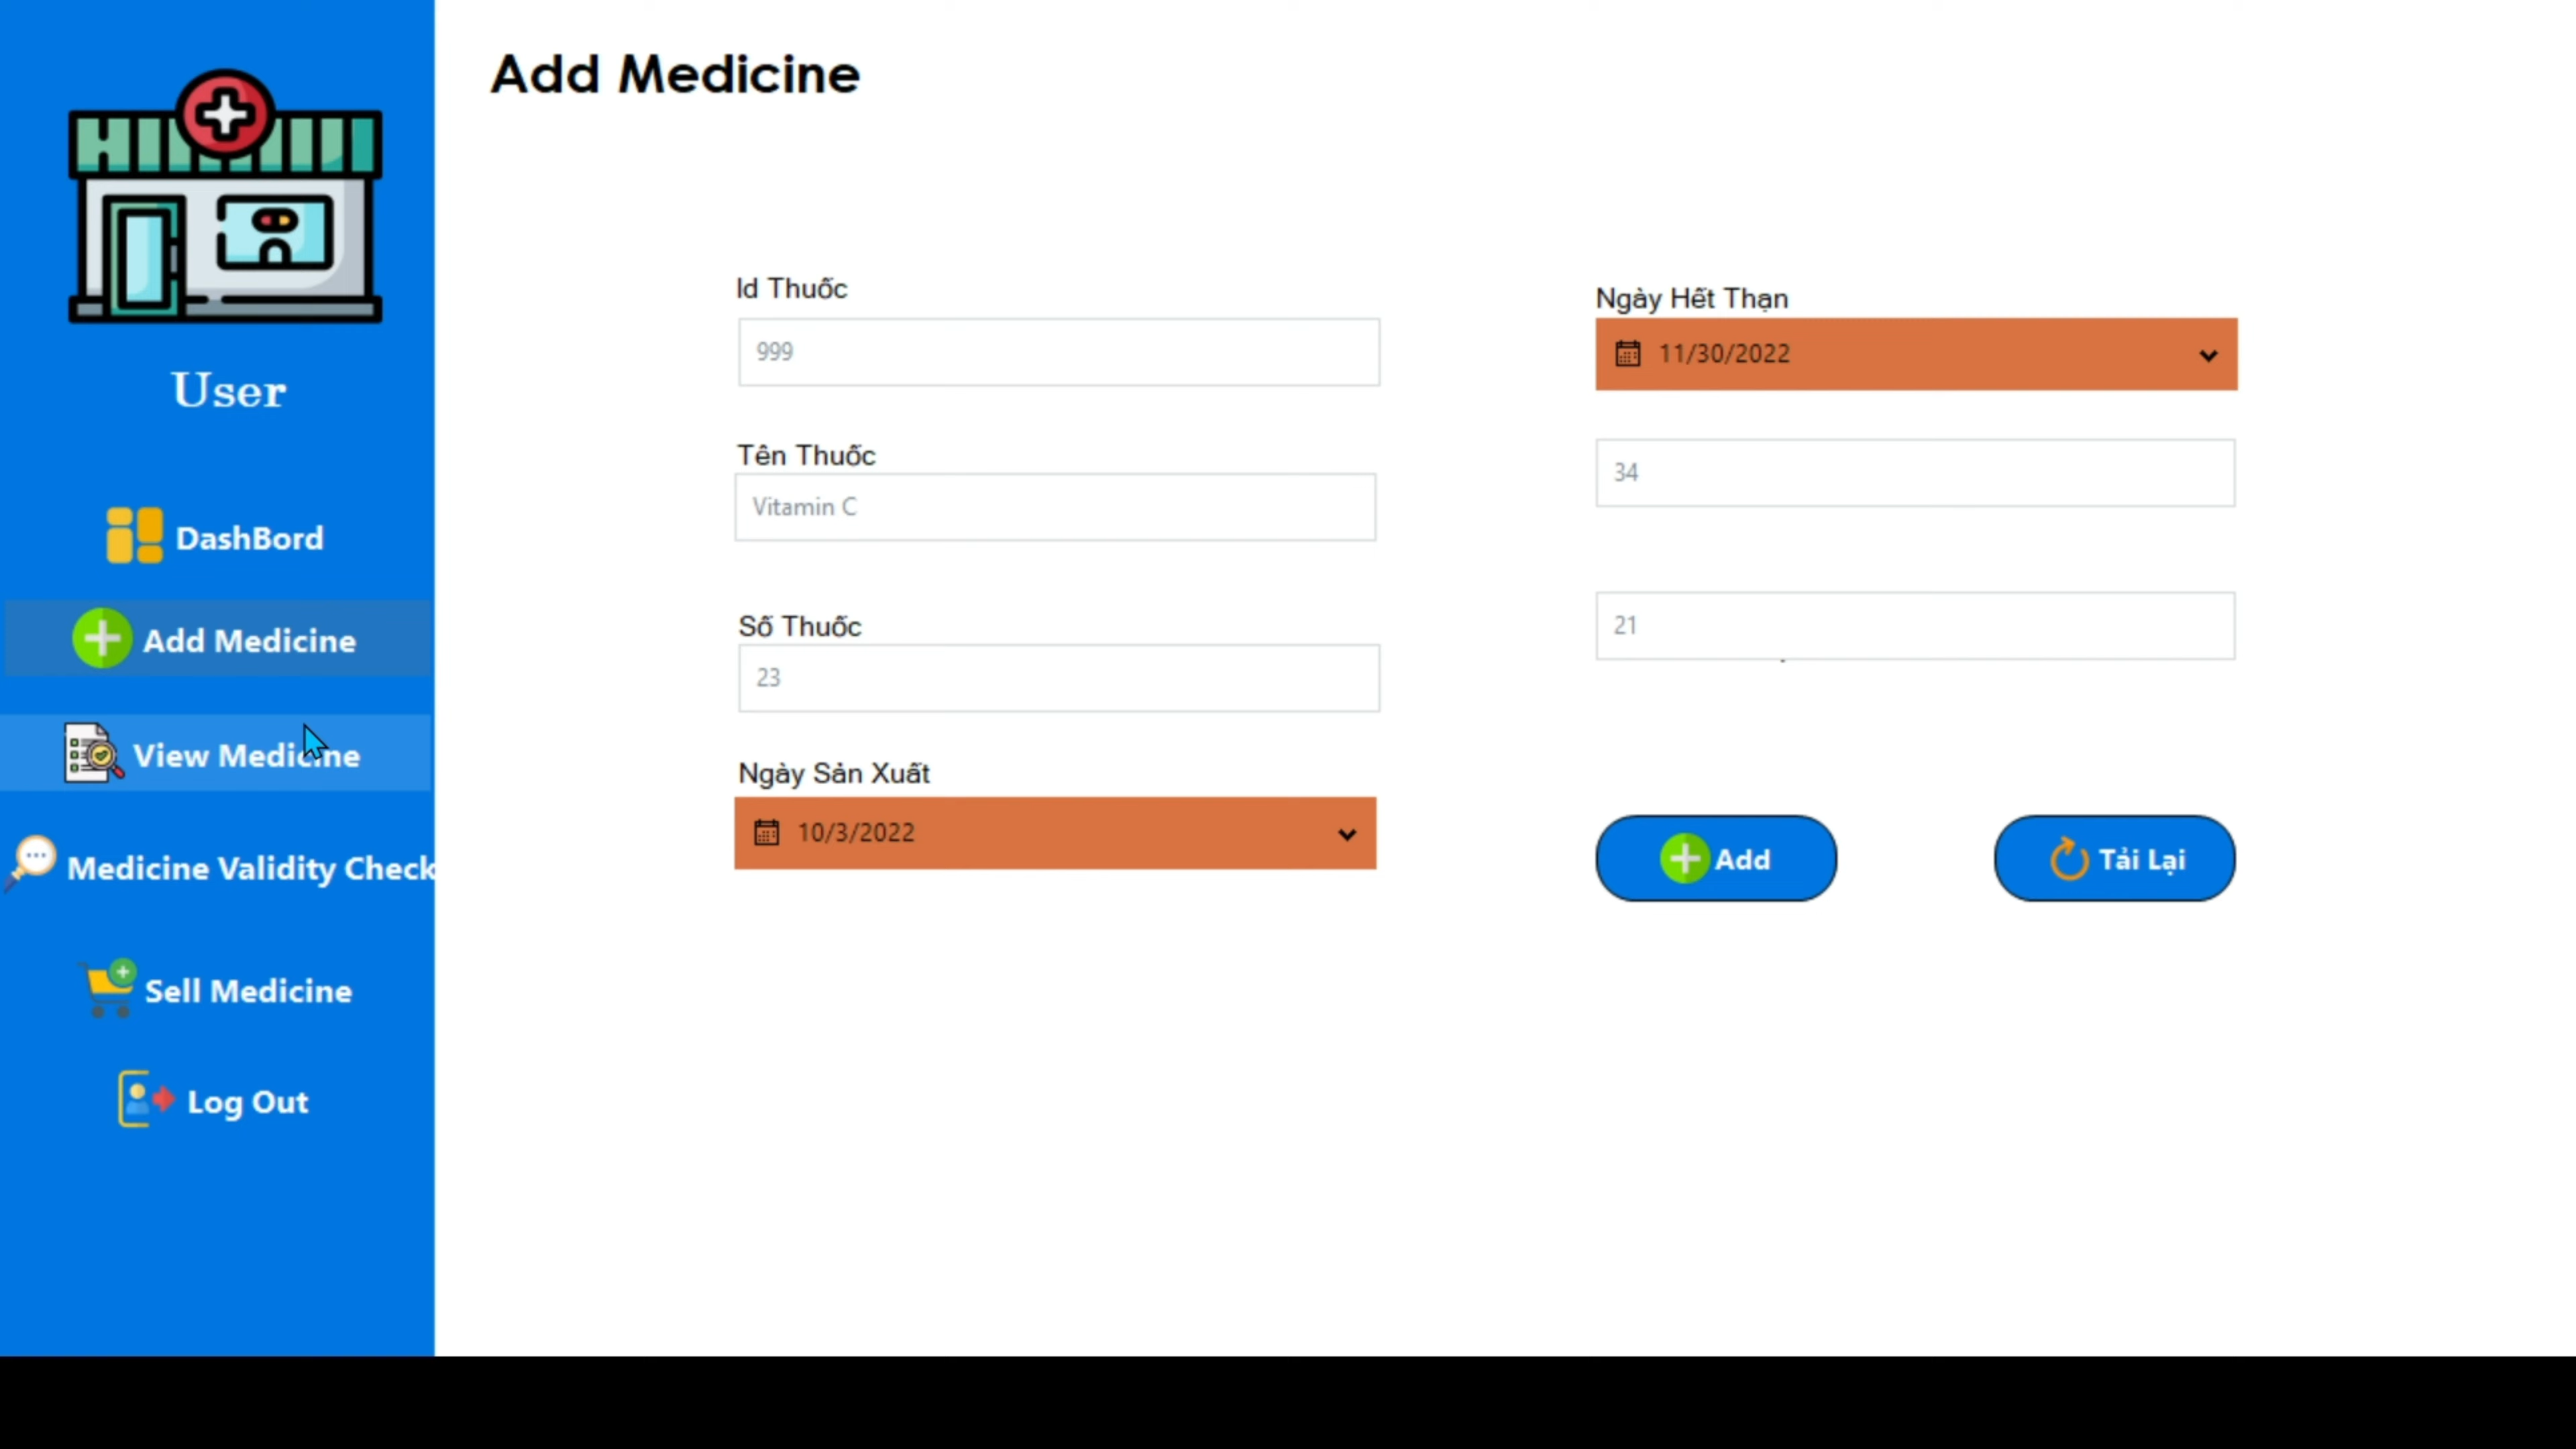 User
DashBord
Add Medicine
View Medicine
Medicine Validity Check
Sell Medicine
Log Out
Add Medicine
Id Thuốc
999
Tên Thuốc
Vitamin C
Số Thuốc
23
Ngày Sản Xuất
10/3/2022
Ngày Hết Thạn
11/30/2022
34
21
Add
Tải Lại